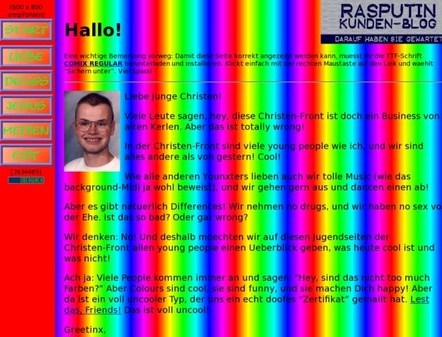 800 x 600
empfohlen!
START
LIEBE
DRUGS
JESUS
HELFEN
EXIT
Hallo!
RASPUTIN
KUNDEN-BLOG
DARAUF HABEN SIE GEWARTET
Eine wichtige Bemerkung vorweg: Damit diese Seite korrekt angezeigt werden kann, muesst ihr die TTF-Schrift
COMIX REGULAR herunterladen und installieren. Klickt einfach mit der rechten Maustaste auf den Link und waehlt
"Sichern unter". Viel Spass!
Liebe junge Christen!
Viele Leute sagen, hey, diese Christen-Front ist doch ein Business von
alten Kerlen. Aber das ist totally wrong!
In der Christen-Front sind viele young people wie ich, und wir sind
alles andere als von gestern! Cool!
Wie alle anderen Younxters lieben auch wir tolle Music (wie das
background-Midi ja wohl beweist), und wir gehen gern aus und dancen einen ab!
Aber es gibt natuerlich Differences! Wir nehmen no drugs, und wir haben no sex vor
der Ehe. Ist das so bad? Oder gar wrong?
Wir denken: No! Und deshalb moechten wir auf diesen Jugendseiten der
Christen-Front allen young people einen Ueberblick geben, was heute cool ist und
was nicht!
Ach ja: Viele People kommen immer an und sagen: "Hey, sind das nicht too much
Farben?" Aber Colours sind cool, sie sind funny, und sie machen Dich happy! Aber
da ist ein voll uncooler Typ, der uns ein echt doofes "Zertifikat" gemailt hat. Lest
das, Friends! Das ist voll uncool!
Greetinx,